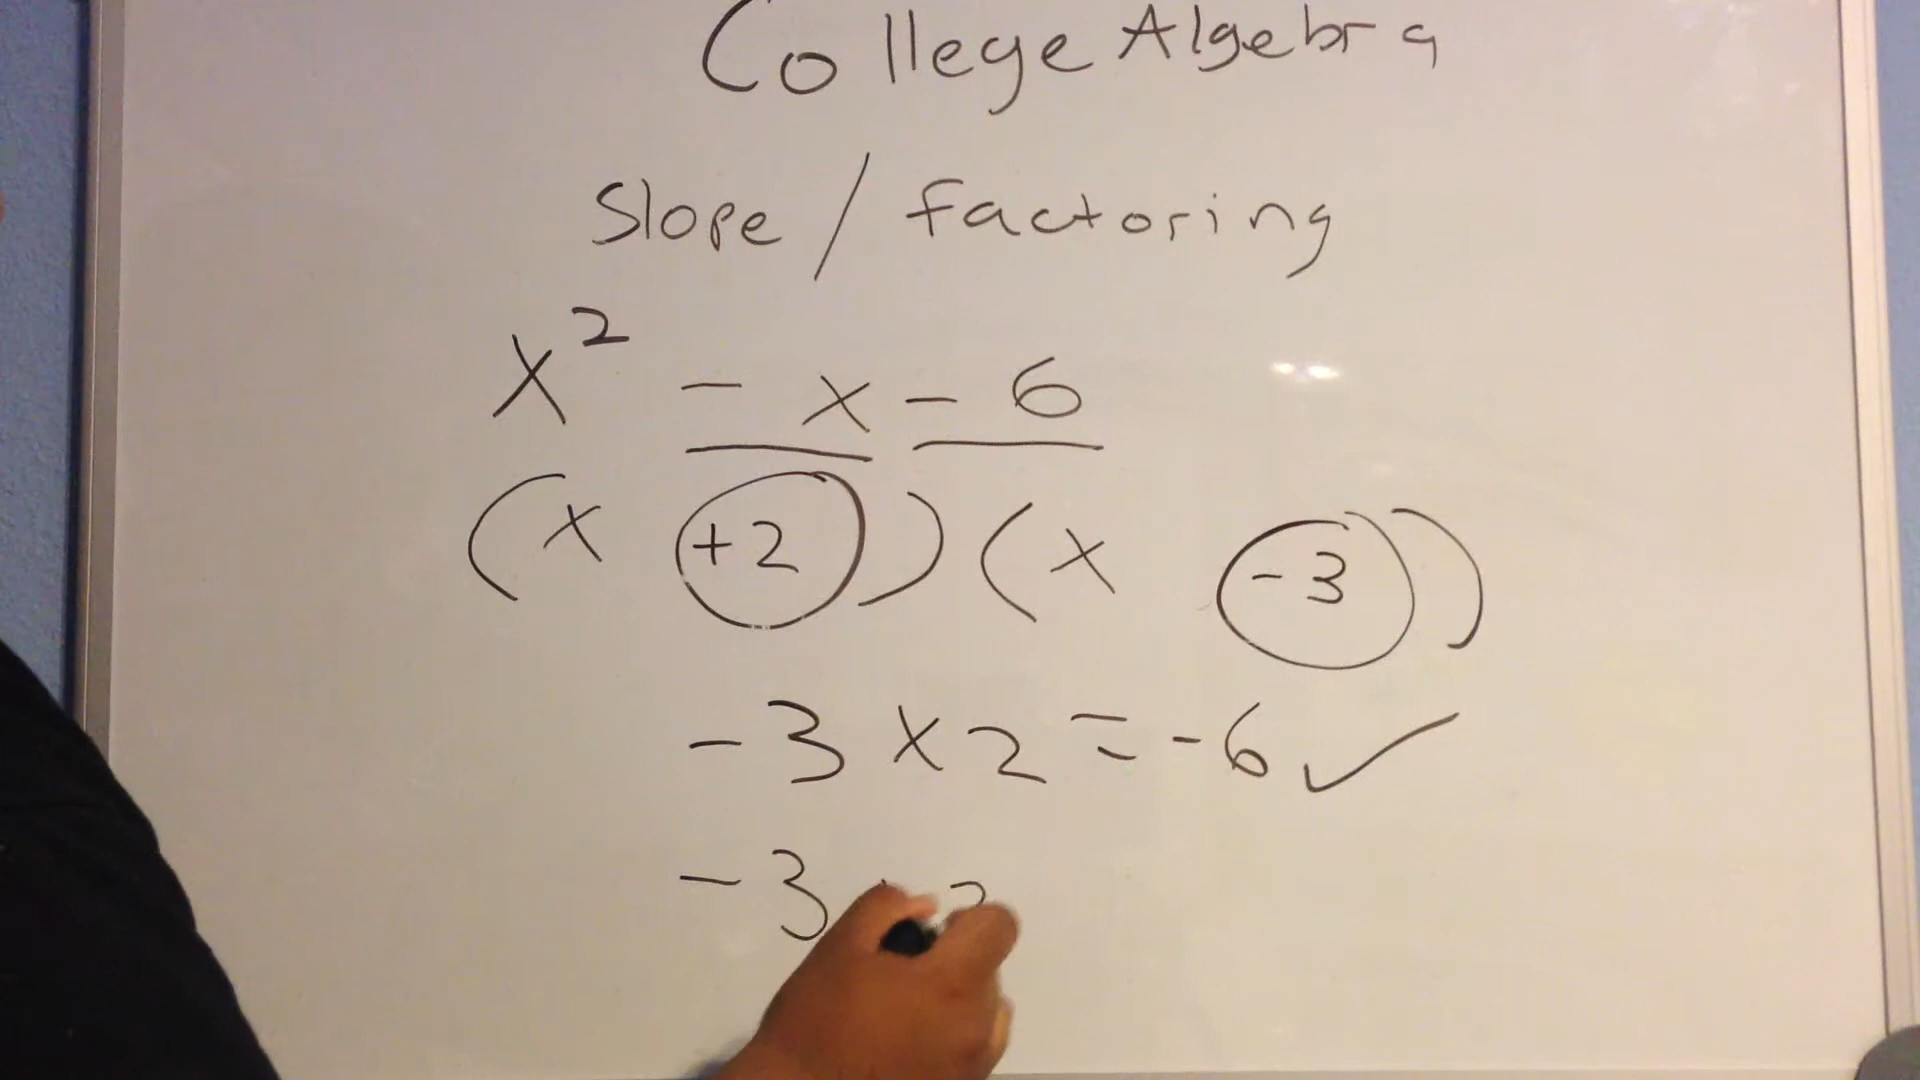 College Algebra
Slope / factoring
x² - x - 6
(x +2) (x -3)
-3 x 2 = -6 ✓
-3